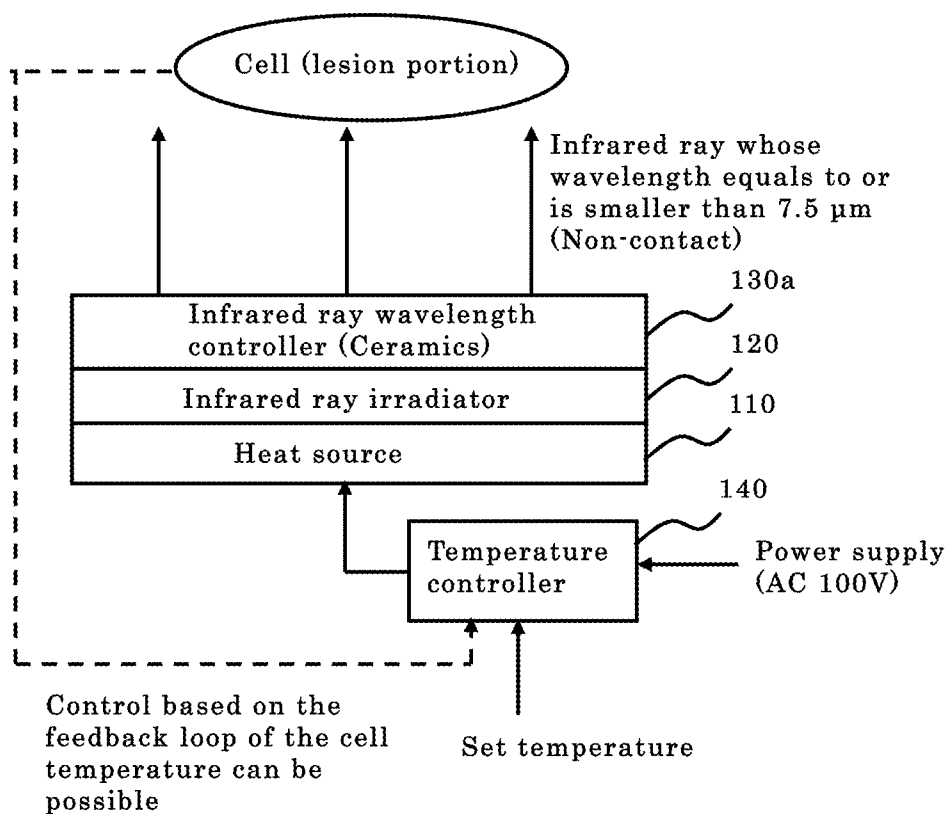 Cell (lesion portion)
Infrared ray whose
wavelength equals to or
is smaller than 7.5 μm
(Non-contact)
130a
Infrared ray wavelength
controller (Ceramics)
120
Infrared ray irradiator
110
Heat source
140
Temperature
controller
Power supply
(AC 100V)
Control based on the
feedback loop of the cell
temperature can be
possible
Set temperature